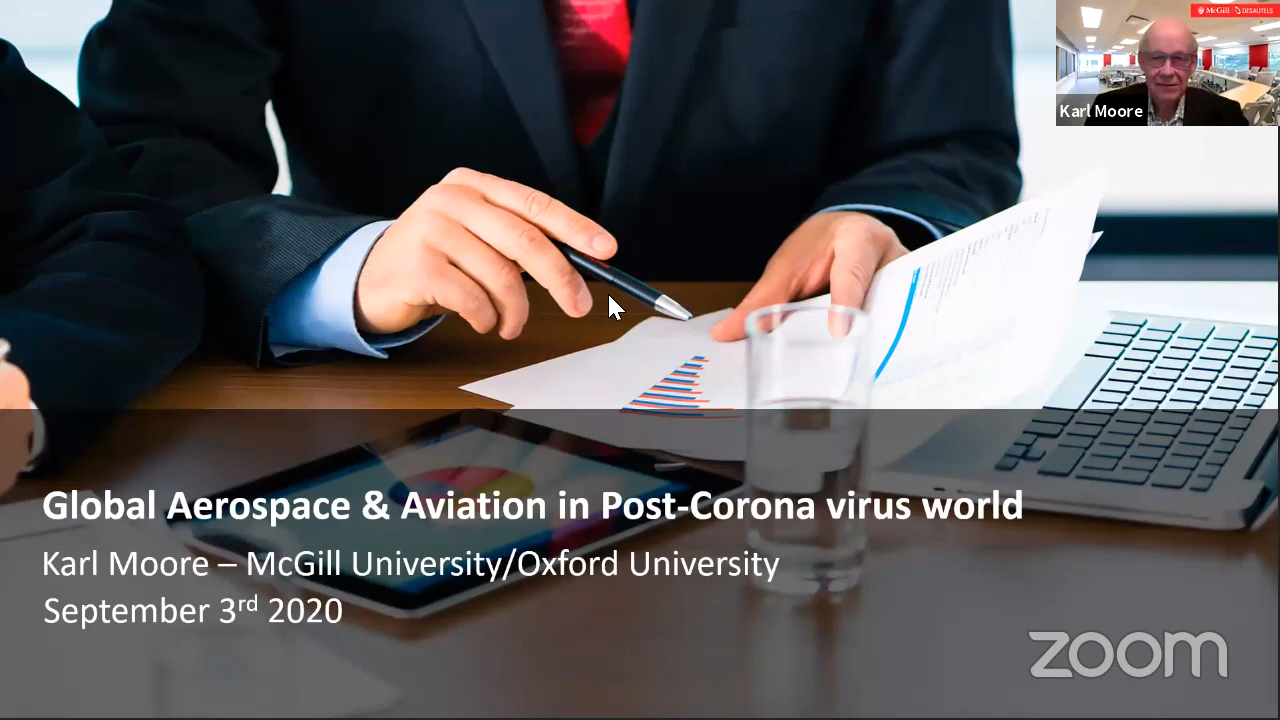 McGill DESAUTELS
Karl Moore
Global Aerospace & Aviation in Post-Corona virus world
Karl Moore – McGill University/Oxford University
September 3rd 2020
zoom